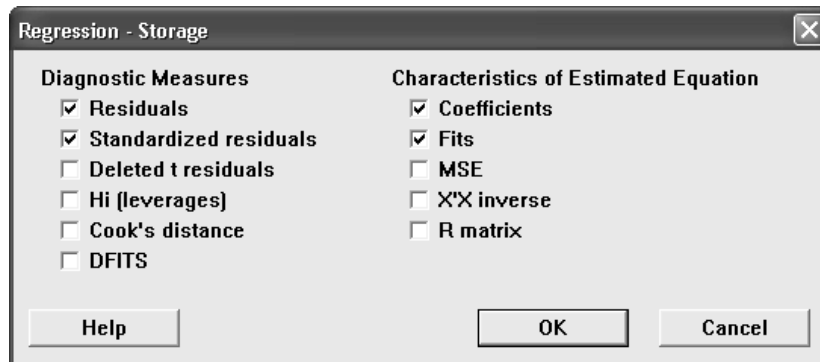 Regression - Storage
Diagnostic Measures
Residuals
Standardized residuals
Deleted t residuals
Hi (leverages)
Cook's distance
DFITS
Characteristics of Estimated Equation
Coefficients
Fits
MSE
X'X inverse
R matrix
Help
OK
Cancel